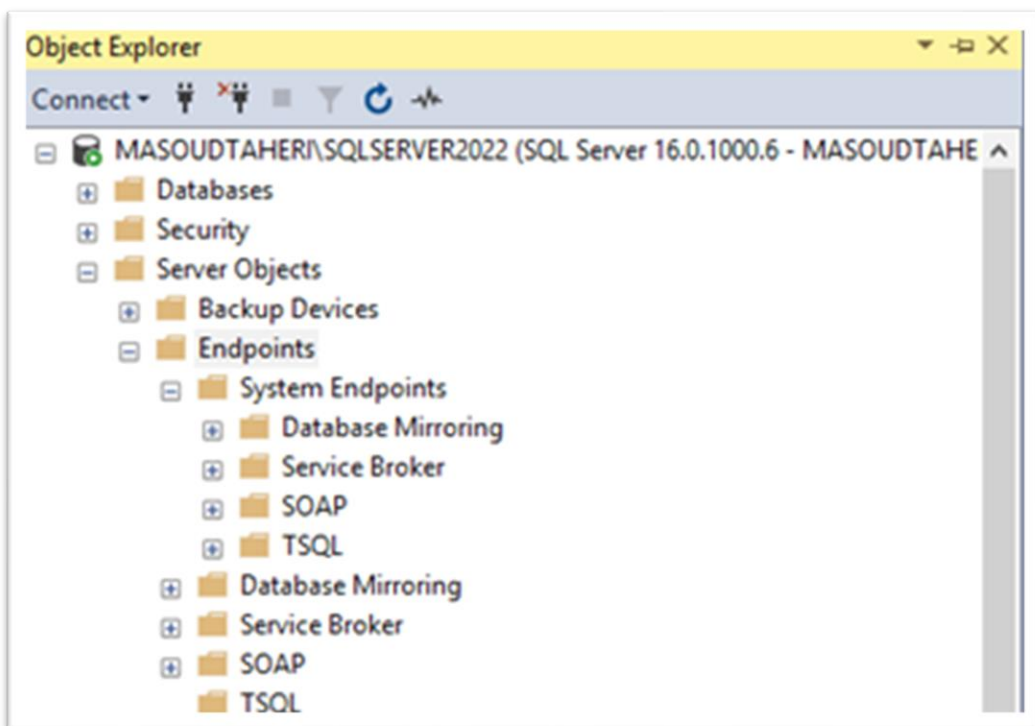 Object Explorer
Connect
MASOUDTAHERI\SQLSERVER2022 (SQL Server 16.0.1000.6 - MASOUDTAHE
Databases
Security
Server Objects
Backup Devices
Endpoints
System Endpoints
Database Mirroring
Service Broker
SOAP
TSQL
Database Mirroring
Service Broker
SOAP
TSQL